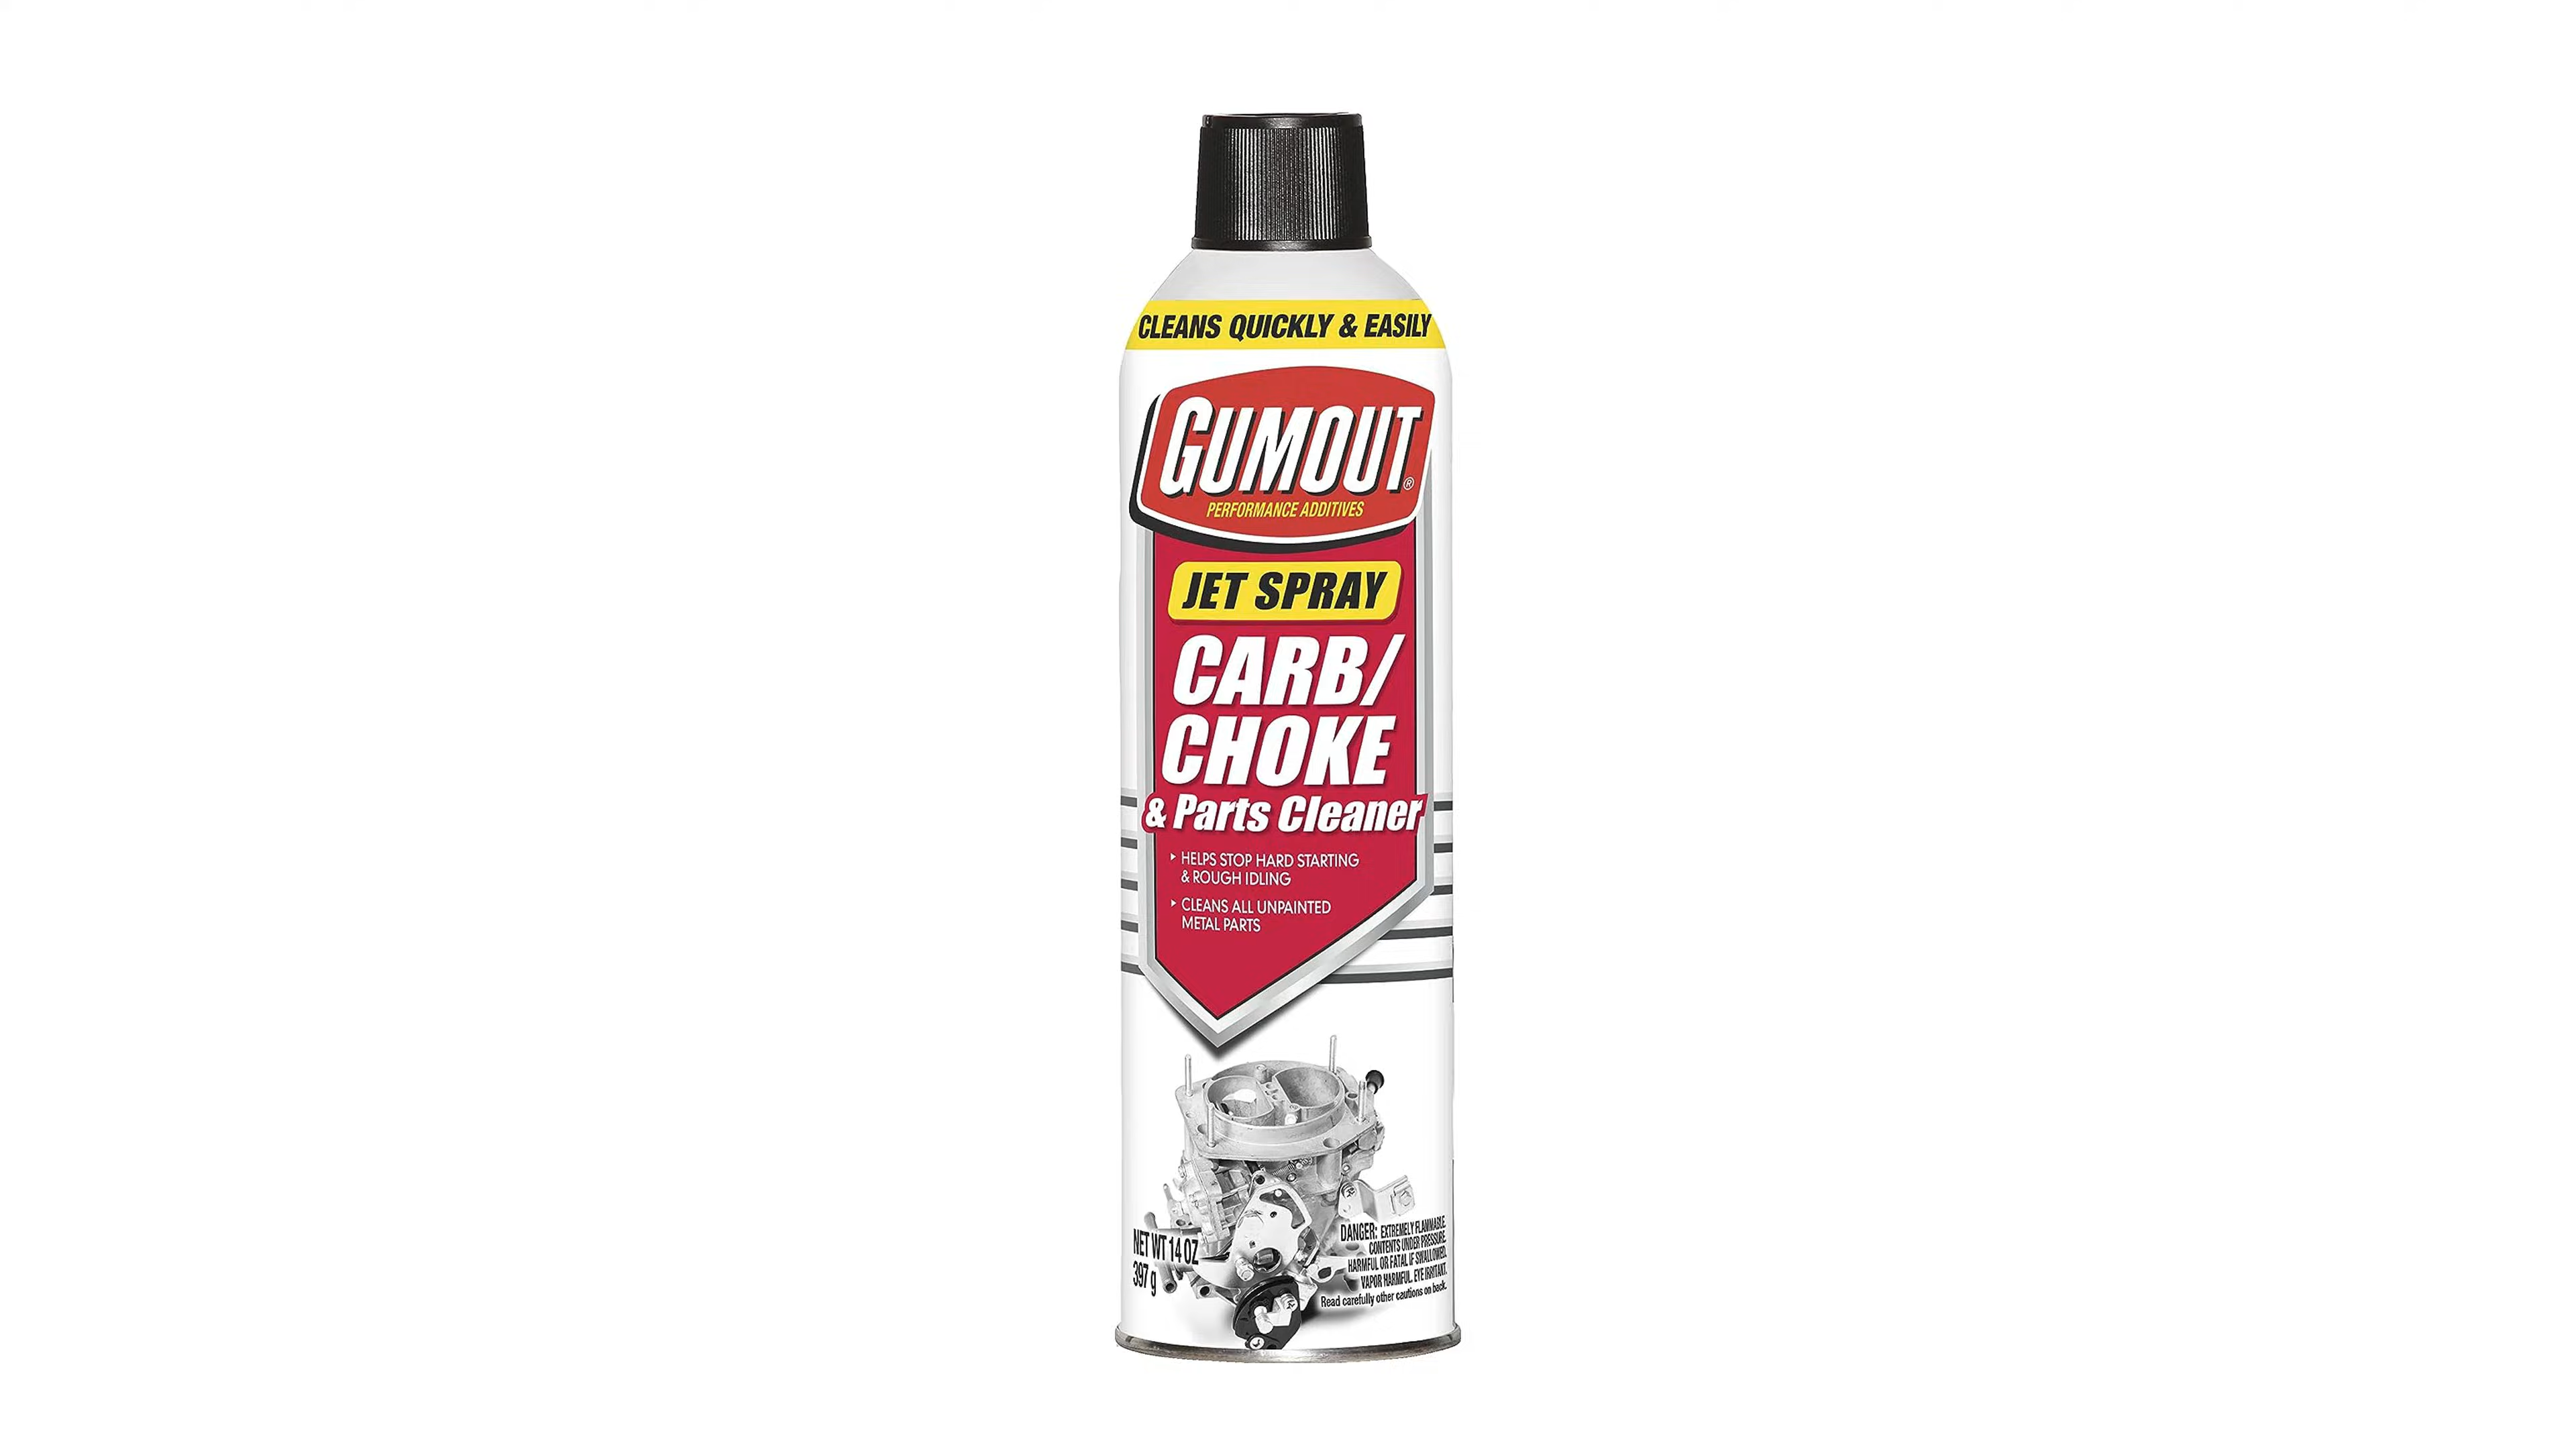 CLEANS QUICKLY & EASILY
GUMOUT®
PERFORMANCE ADDITIVES
JET SPRAY
CARB/
CHOKE
& Parts Cleaner
‣ HELPS STOP HARD STARTING
& ROUGH IDLING
‣ CLEANS ALL UNPAINTED
METAL PARTS
NET WT 14 OZ
397 g
DANGER: EXTREMELY FLAMMABLE.
CONTENTS UNDER PRESSURE.
HARMFUL OR FATAL IF SWALLOWED.
VAPOR HARMFUL. EYE IRRITANT.
Read carefully other cautions on back.